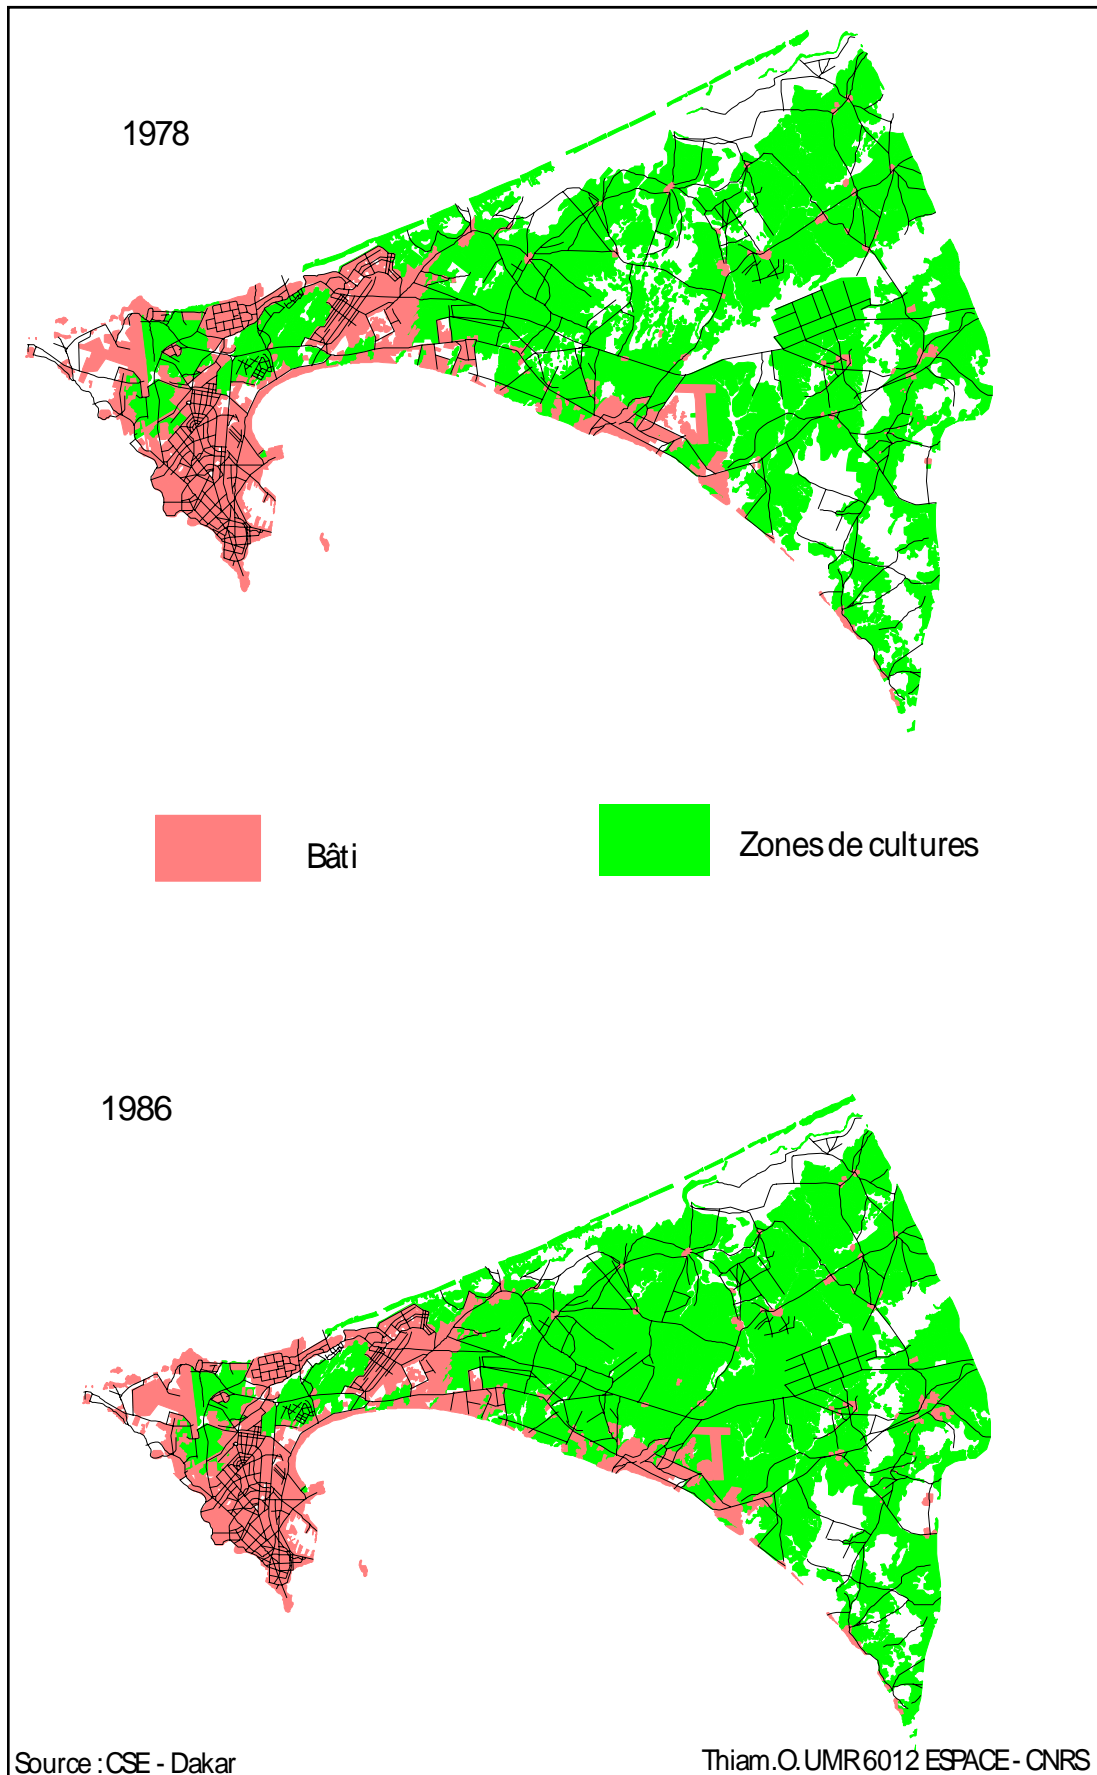 1978
Bâti
Zones de cultures
1986
Source : CSE - Dakar
Thiam.O. UMR 6012 ESPACE - CNRS